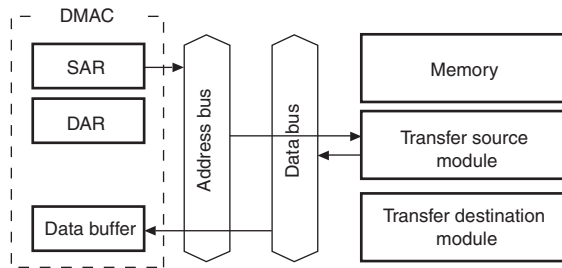 DMAC
SAR
DAR
Data buffer
Address bus
Data bus
Memory
Transfer source
module
Transfer destination
module